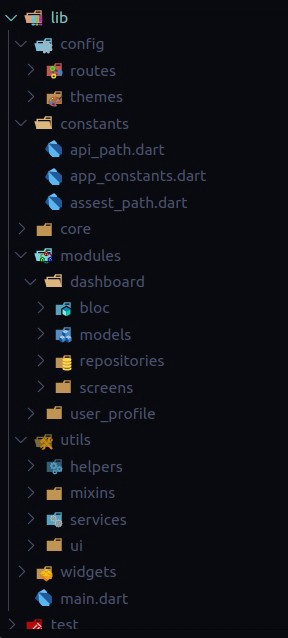 lib
config
routes
themes
constants
api_path.dart
app_constants.dart
assest_path.dart
core
modules
dashboard
bloc
models
repositories
screens
user_profile
utils
helpers
mixins
services
ui
widgets
main.dart
test